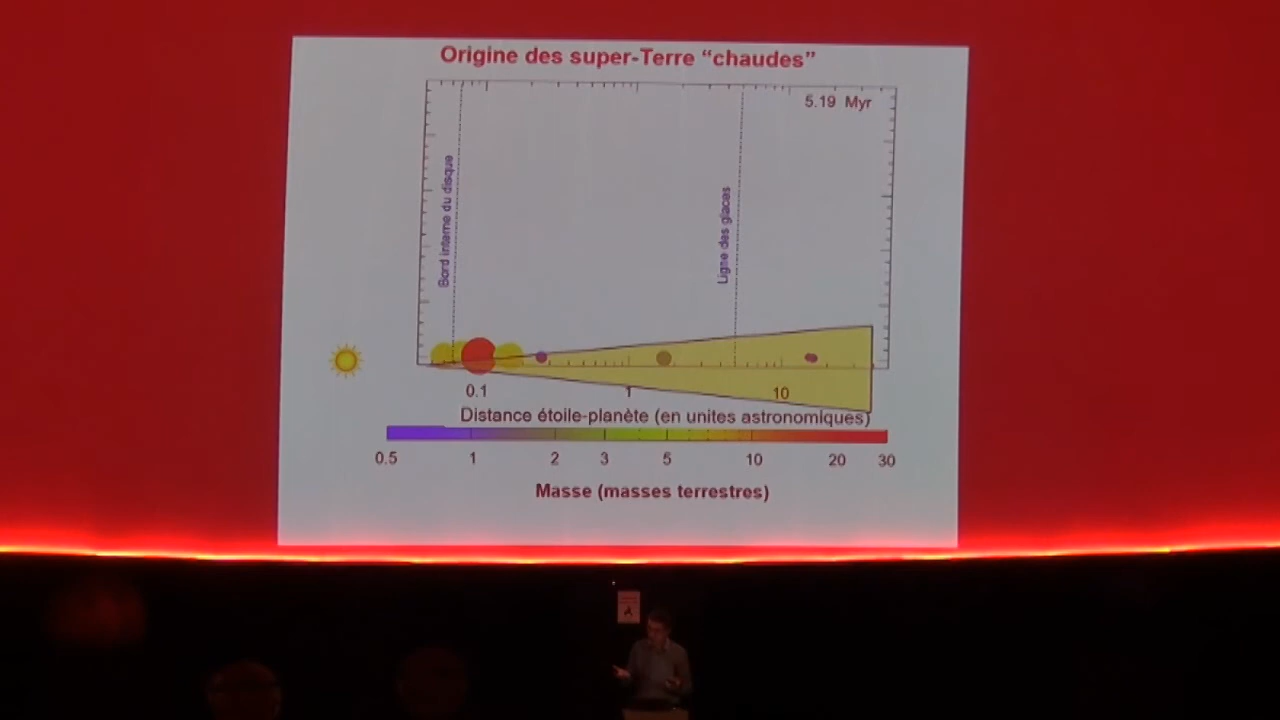 Origine des super-Terre “chaudes”
5.19 Myr
Bord interne du disque
Ligne des glaces
0.1 1 10
Distance étoile-planète (en unites astronomiques)
0.5 1 2 3 5 10 20 30
Masse (masses terrestres)